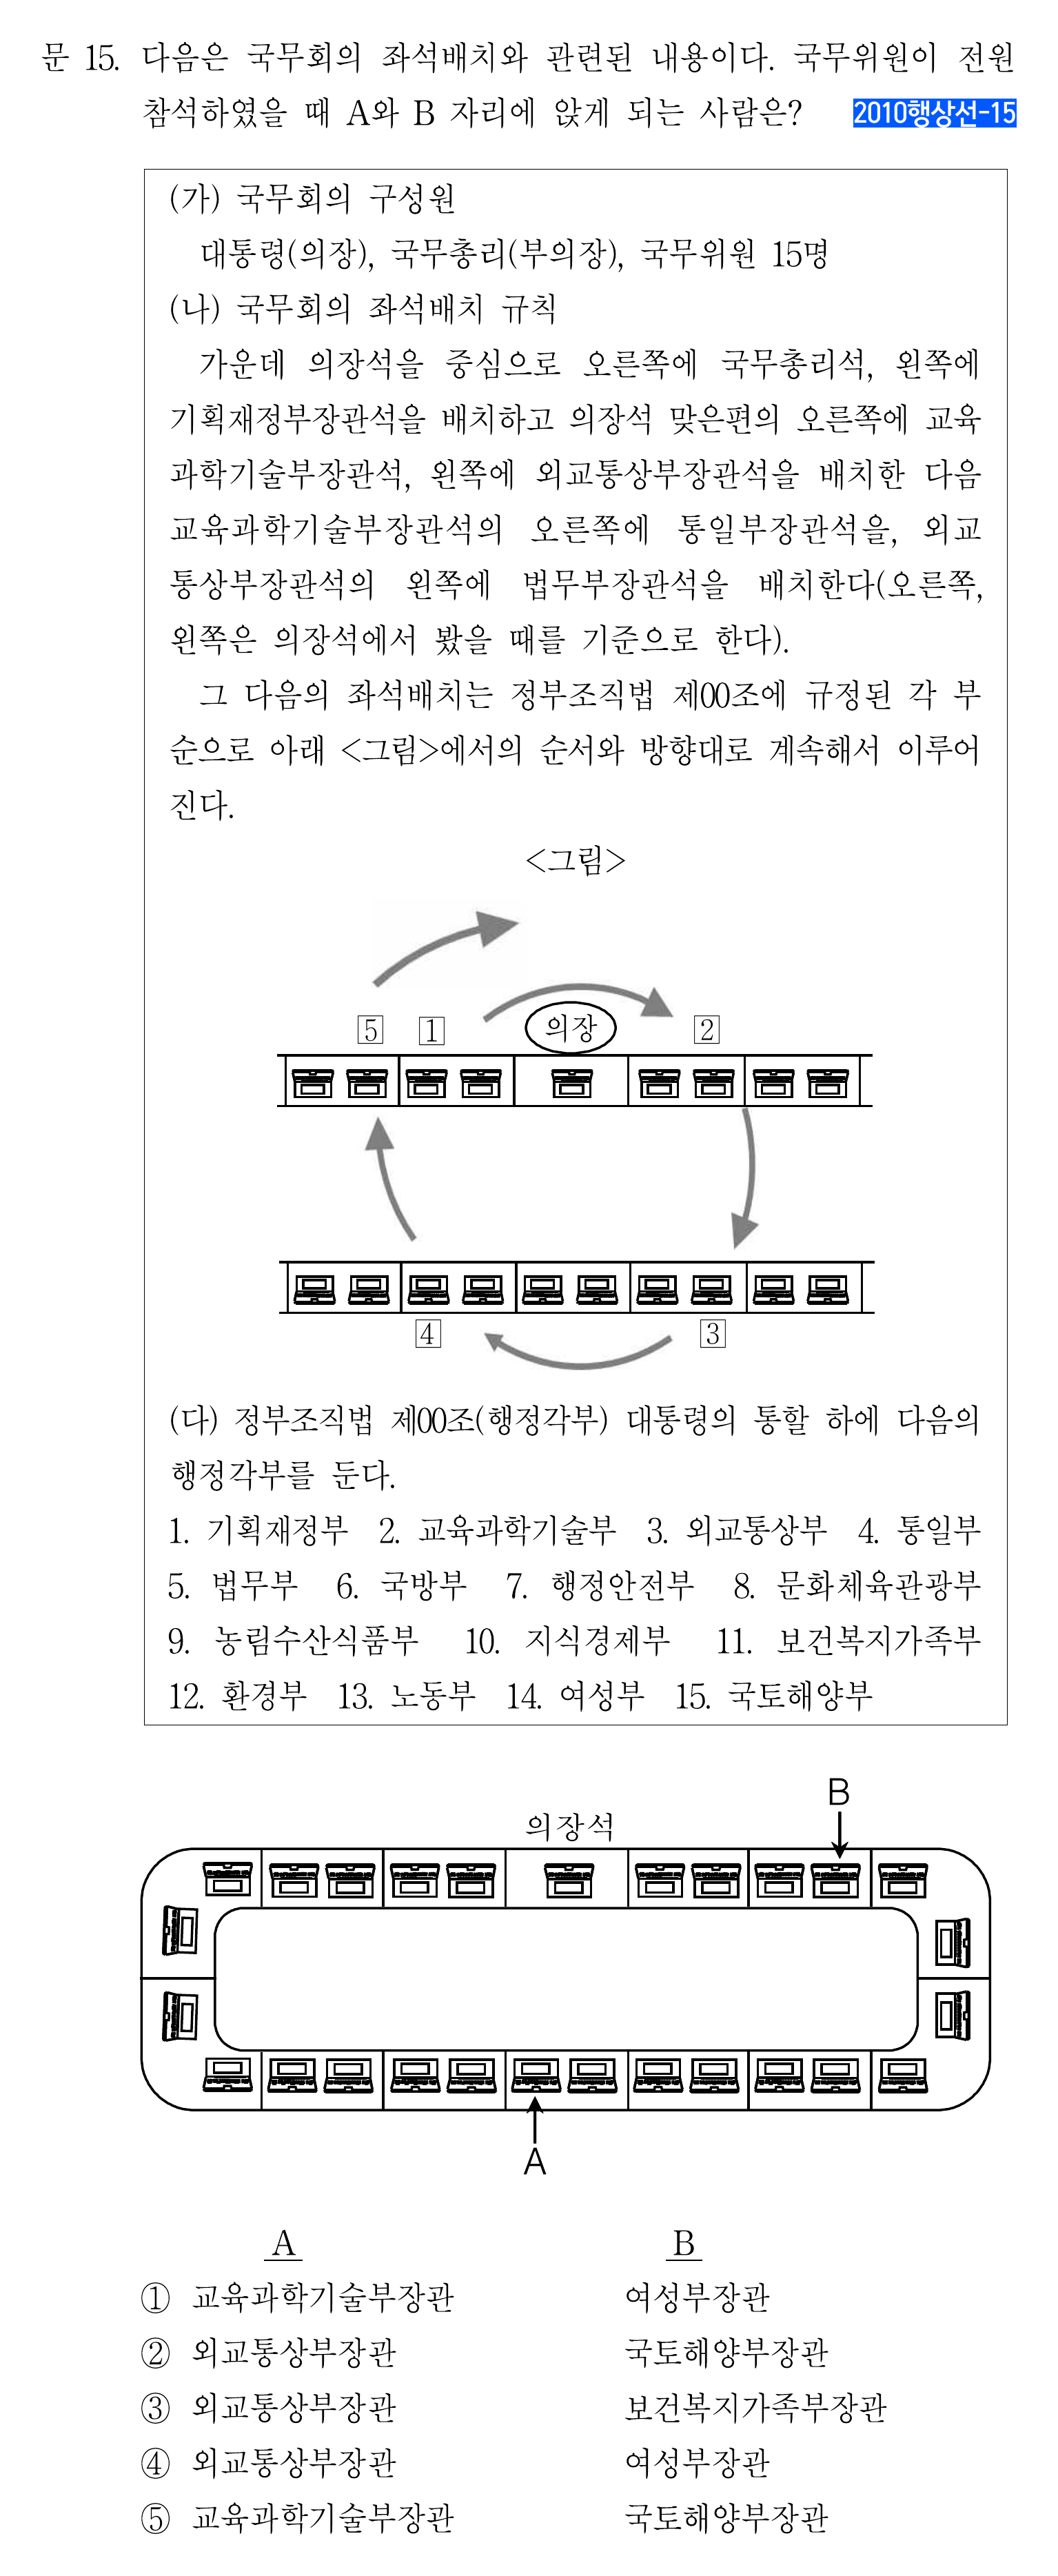 문 15. 다음은 국무회의 좌석배치와 관련된 내용이다. 국무위원이 전원
참석하였을 때 A와 B 자리에 앉게 되는 사람은? 2010행상선-15
(가) 국무회의 구성원
대통령(의장), 국무총리(부의장), 국무위원 15명
(나) 국무회의 좌석배치 규칙
가운데 의장석을 중심으로 오른쪽에 국무총리석, 왼쪽에
기획재정부장관석을 배치하고 의장석 맞은편의 오른쪽에 교육
과학기술부장관석, 왼쪽에 외교통상부장관석을 배치한 다음
교육과학기술부장관석의 오른쪽에 통일부장관석을, 외교
통상부장관석의 왼쪽에 법무부장관석을 배치한다(오른쪽,
왼쪽은 의장석에서 봤을 때를 기준으로 한다).
그 다음의 좌석배치는 정부조직법 제00조에 규정된 각 부
순으로 아래 <그림>에서의 순서와 방향대로 계속해서 이루어
진다.
<그림>
5 1 의장 2
4 3
(다) 정부조직법 제00조(행정각부) 대통령의 통할 하에 다음의
행정각부를 둔다.
1. 기획재정부 2. 교육과학기술부 3. 외교통상부 4. 통일부
5. 법무부 6. 국방부 7. 행정안전부 8. 문화체육관광부
9. 농림수산식품부 10. 지식경제부 11. 보건복지가족부
12. 환경부 13. 노동부 14. 여성부 15. 국토해양부
B
의장석
A
A B
① 교육과학기술부장관 여성부장관
② 외교통상부장관 국토해양부장관
③ 외교통상부장관 보건복지가족부장관
④ 외교통상부장관 여성부장관
⑤ 교육과학기술부장관 국토해양부장관